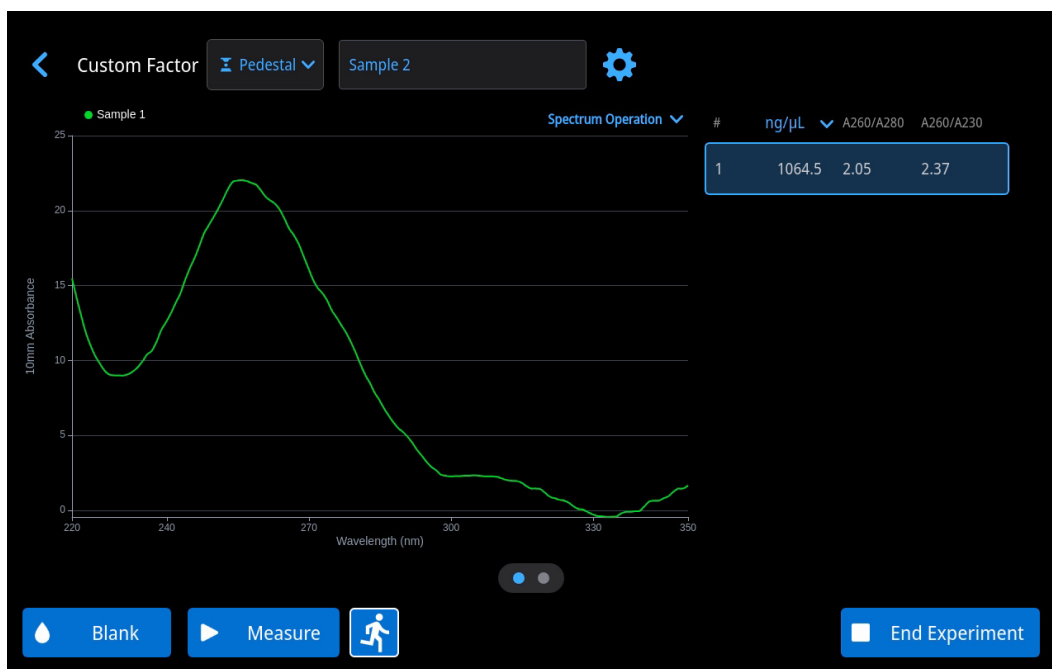 Custom Factor Pedestal Sample 2
Sample 1 Spectrum Operation
# ng/µL A260/A280 A260/A230
1 1064.5 2.05 2.37
25
20
15
10
5
0
10mm Absorbance
220 240 270 300 330 350
Wavelength (nm)
Blank Measure End Experiment